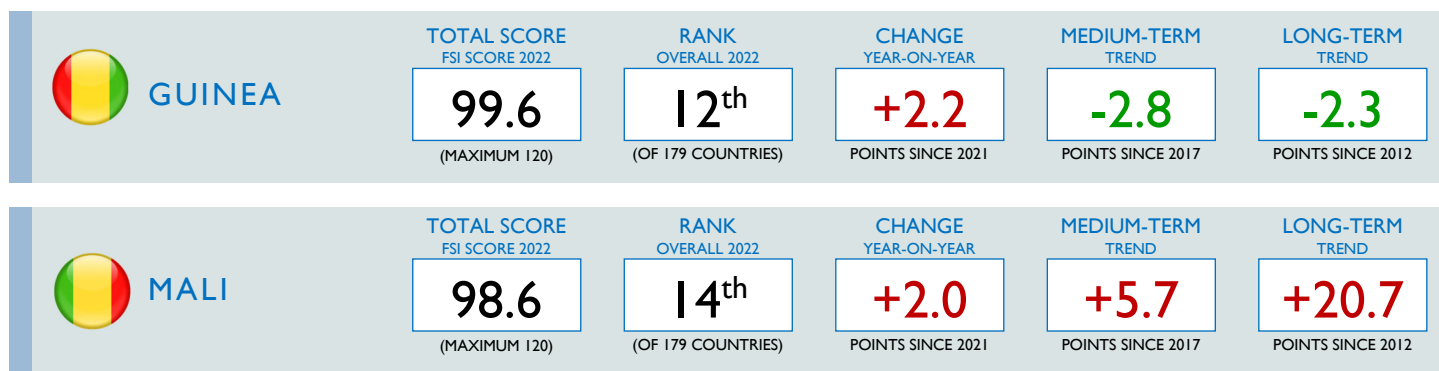 TOTAL SCORE RANK CHANGE MEDIUM-TERM LONG-TERM
FSI SCORE 2022 OVERALL 2022 YEAR-ON-YEAR TREND TREND
GUINEA 99.6 12th +2.2 -2.8 -2.3
(MAXIMUM 120) (OF 179 COUNTRIES) POINTS SINCE 2021 POINTS SINCE 2017 POINTS SINCE 2012
TOTAL SCORE RANK CHANGE MEDIUM-TERM LONG-TERM
FSI SCORE 2022 OVERALL 2022 YEAR-ON-YEAR TREND TREND
MALI 98.6 14th +2.0 +5.7 +20.7
(MAXIMUM 120) (OF 179 COUNTRIES) POINTS SINCE 2021 POINTS SINCE 2017 POINTS SINCE 2012